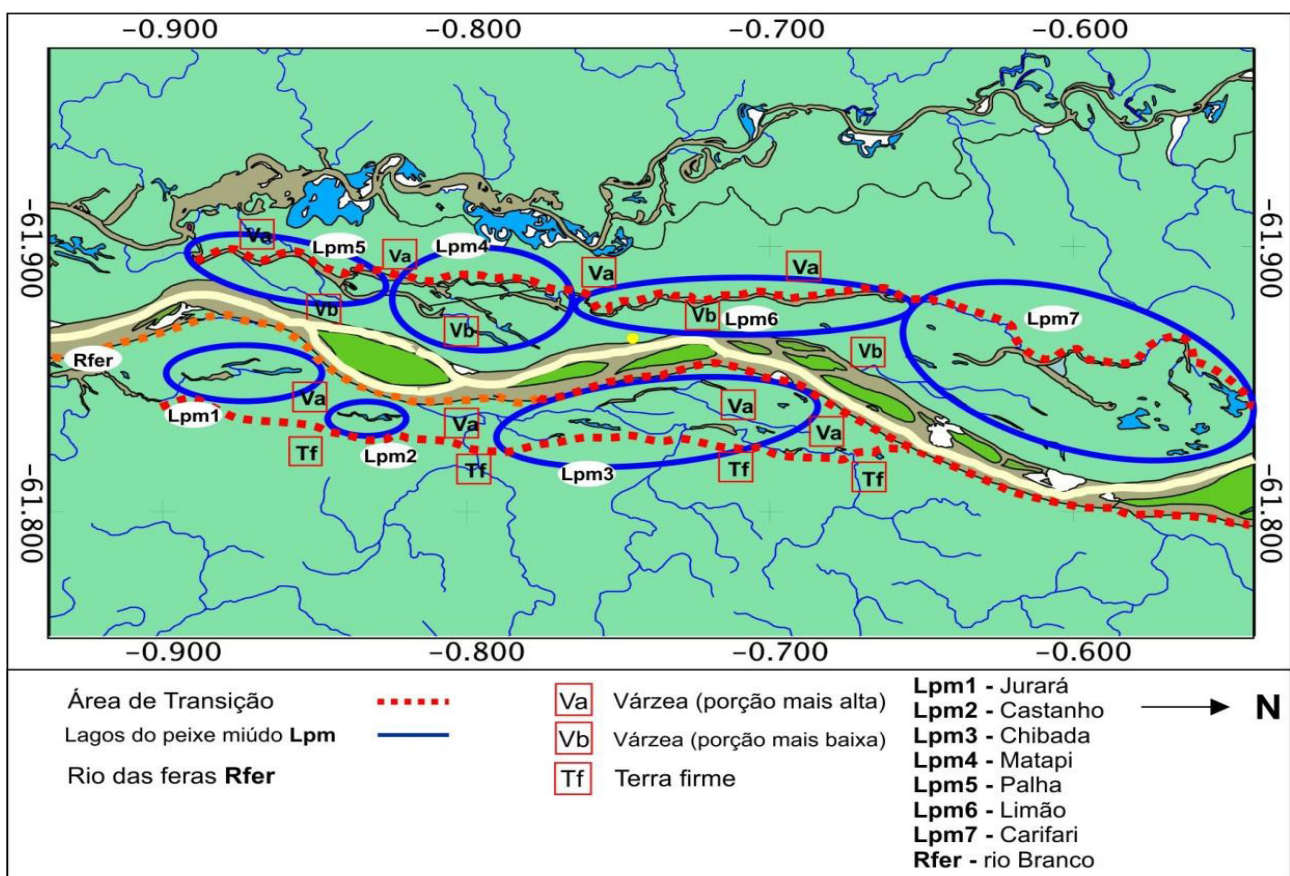 -0.900 -0.800 -0.700 -0.600
-61.900
-61.900
Va
Lpm5
Va
Lpm4
Va
Va
Vb
Vb
Vb
Lpm6
Lpm7
Rfer
Vb
Lpm1
Va
Va
Va
Va
Tf
Lpm2
Tf
Lpm3
Tf
Tf
-61.800
-61.800
-0.900 -0.800 -0.700 -0.600
Área de Transição
Lagos do peixe miúdo Lpm
Rio das feras Rfer
Va Várzea (porção mais alta)
Vb Várzea (porção mais baixa)
Tf Terra firme
Lpm1 - Jurará
Lpm2 - Castanho
Lpm3 - Chibada
Lpm4 - Matapi
Lpm5 - Palha
Lpm6 - Limão
Lpm7 - Carifari
Rfer - rio Branco
N